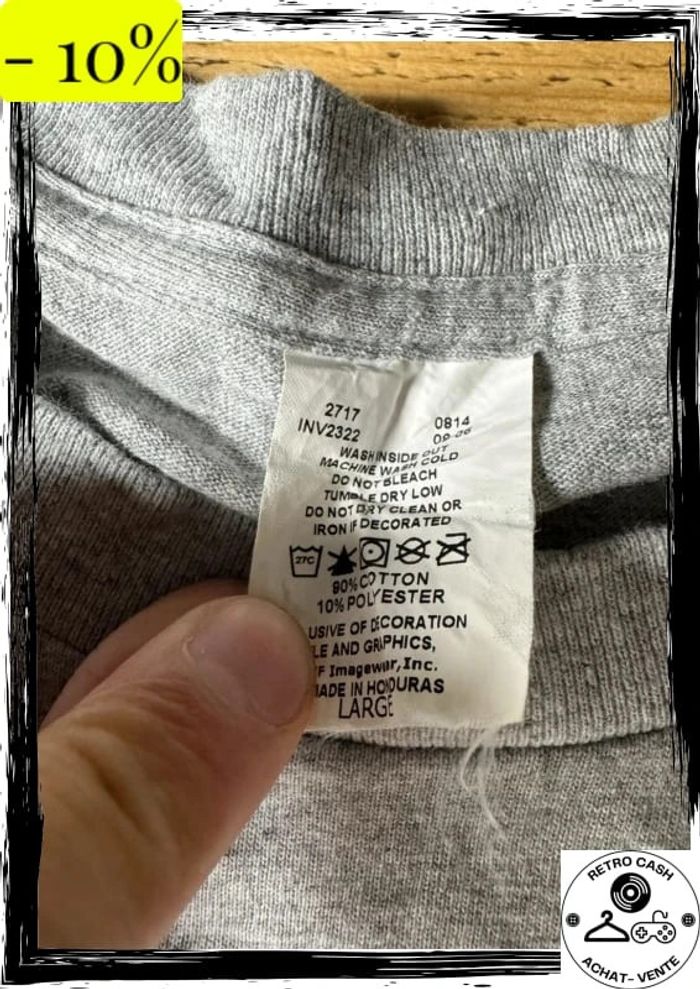 - 10%
2717
0814
INV2322
WASH INSIDE OUT
MACHINE WASH COLD
DO NOT BLEACH
TUMBLE DRY LOW
DO NOT DRY CLEAN OR
IRON IF DECORATED
27C
90% COTTON
10% POLYESTER
USIVE OF DECORATION
LE AND GRAPHICS,
F Imagewear, Inc.
MADE IN HONDURAS
LARGE
RETRO CASH
ACHAT- VENTE